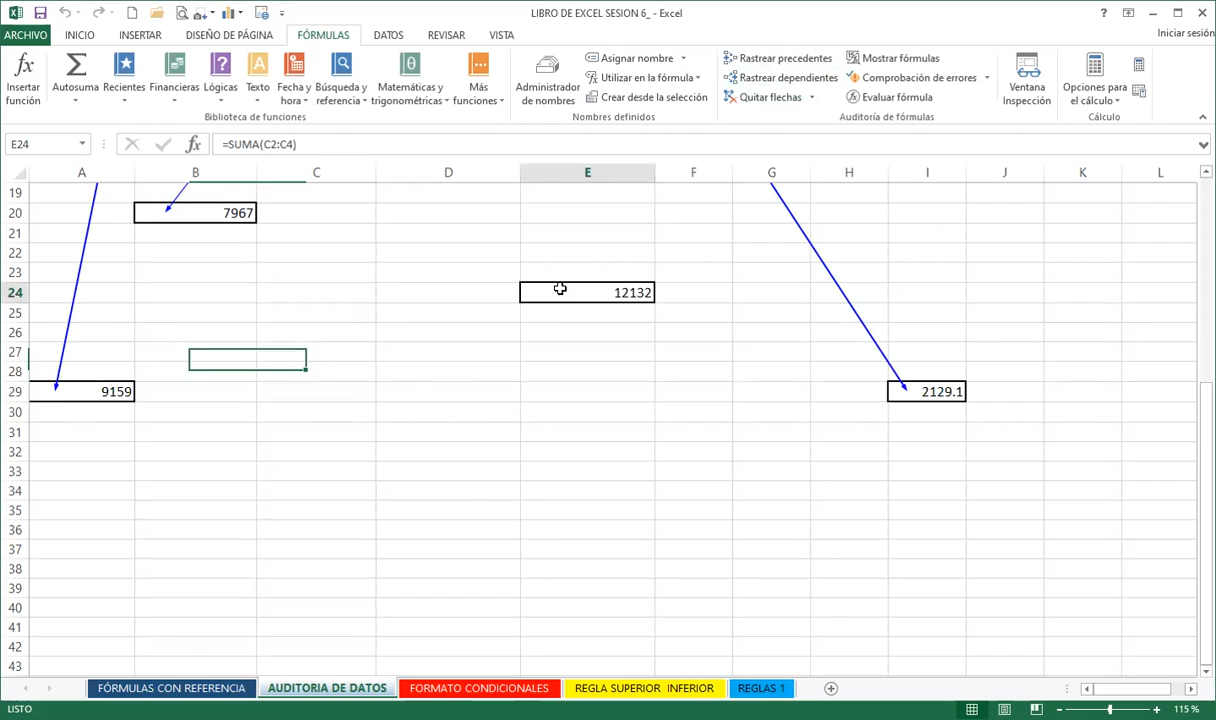 LIBRO DE EXCEL SESION 6_ - Excel
ARCHIVO INICIO INSERTAR DISEÑO DE PÁGINA FÓRMULAS DATOS REVISAR VISTA Iniciar sesión
Insertar función
Autosuma
Recientes
Financieras
Lógicas
Texto
Fecha y hora
Búsqueda y referencia
Matemáticas y trigonométricas
Más funciones
Biblioteca de funciones
Administrador de nombres
Asignar nombre
Utilizar en la fórmula
Crear desde la selección
Nombres definidos
Rastrear precedentes
Rastrear dependientes
Quitar flechas
Mostrar fórmulas
Comprobación de errores
Evaluar fórmula
Auditoría de fórmulas
Ventana Inspección
Opciones para el cálculo
Cálculo
E24 fx =SUMA(C2:C4)
A B C D E F G H I J K L
19
20 7967
21
22
23
24 12132
25
26
27
28
29 9159 2129.1
30
31
32
33
34
35
36
37
38
39
40
41
42
43
FÓRMULAS CON REFERENCIA AUDITORIA DE DATOS FORMATO CONDICIONALES REGLA SUPERIOR INFERIOR REGLAS 1
LISTO 115 %